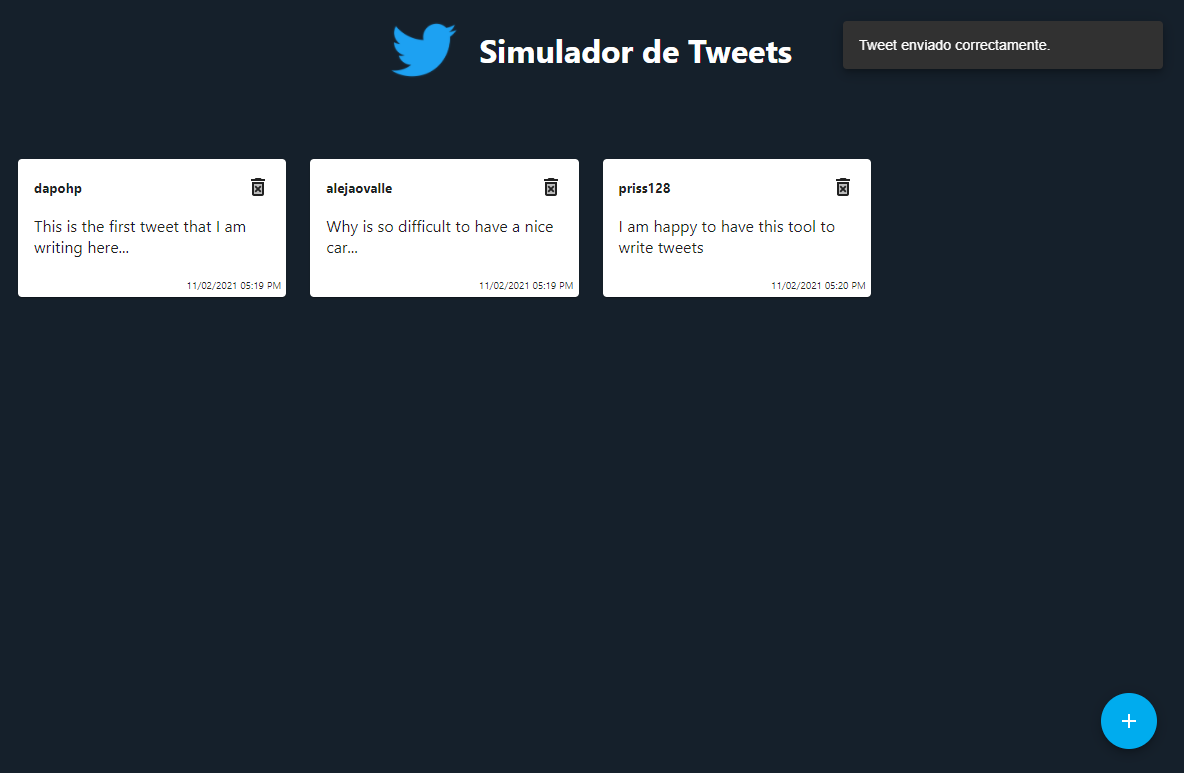 Simulador de Tweets
Tweet enviado correctamente.
dapohp
This is the first tweet that I am
writing here...
11/02/2021 05:19 PM
alejaovalle
Why is so difficult to have a nice
car...
11/02/2021 05:19 PM
priss128
I am happy to have this tool to
write tweets
11/02/2021 05:20 PM
+